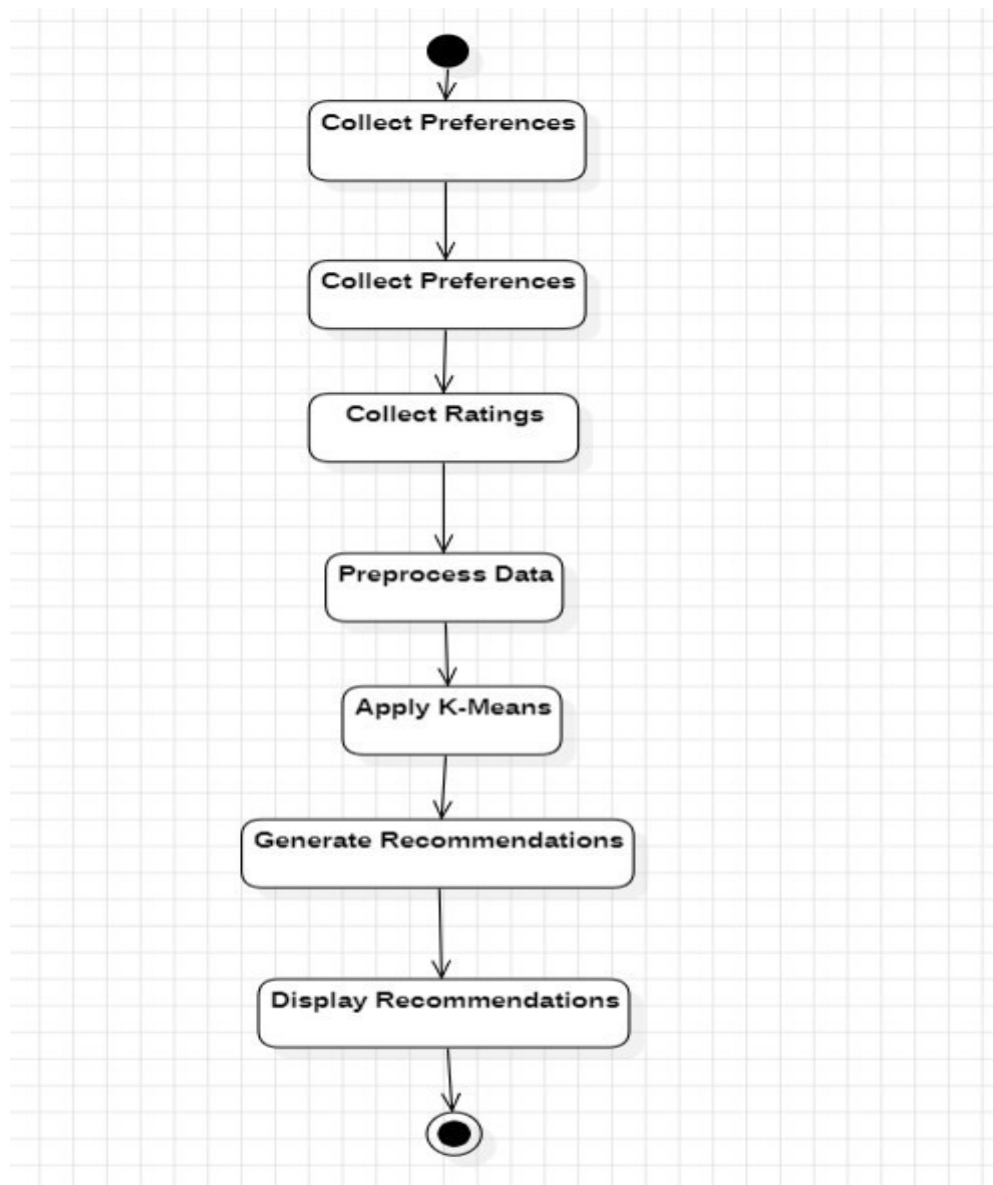 Collect Preferences
Collect Preferences
Collect Ratings
Preprocess Data
Apply K-Means
Generate Recommendations
Display Recommendations